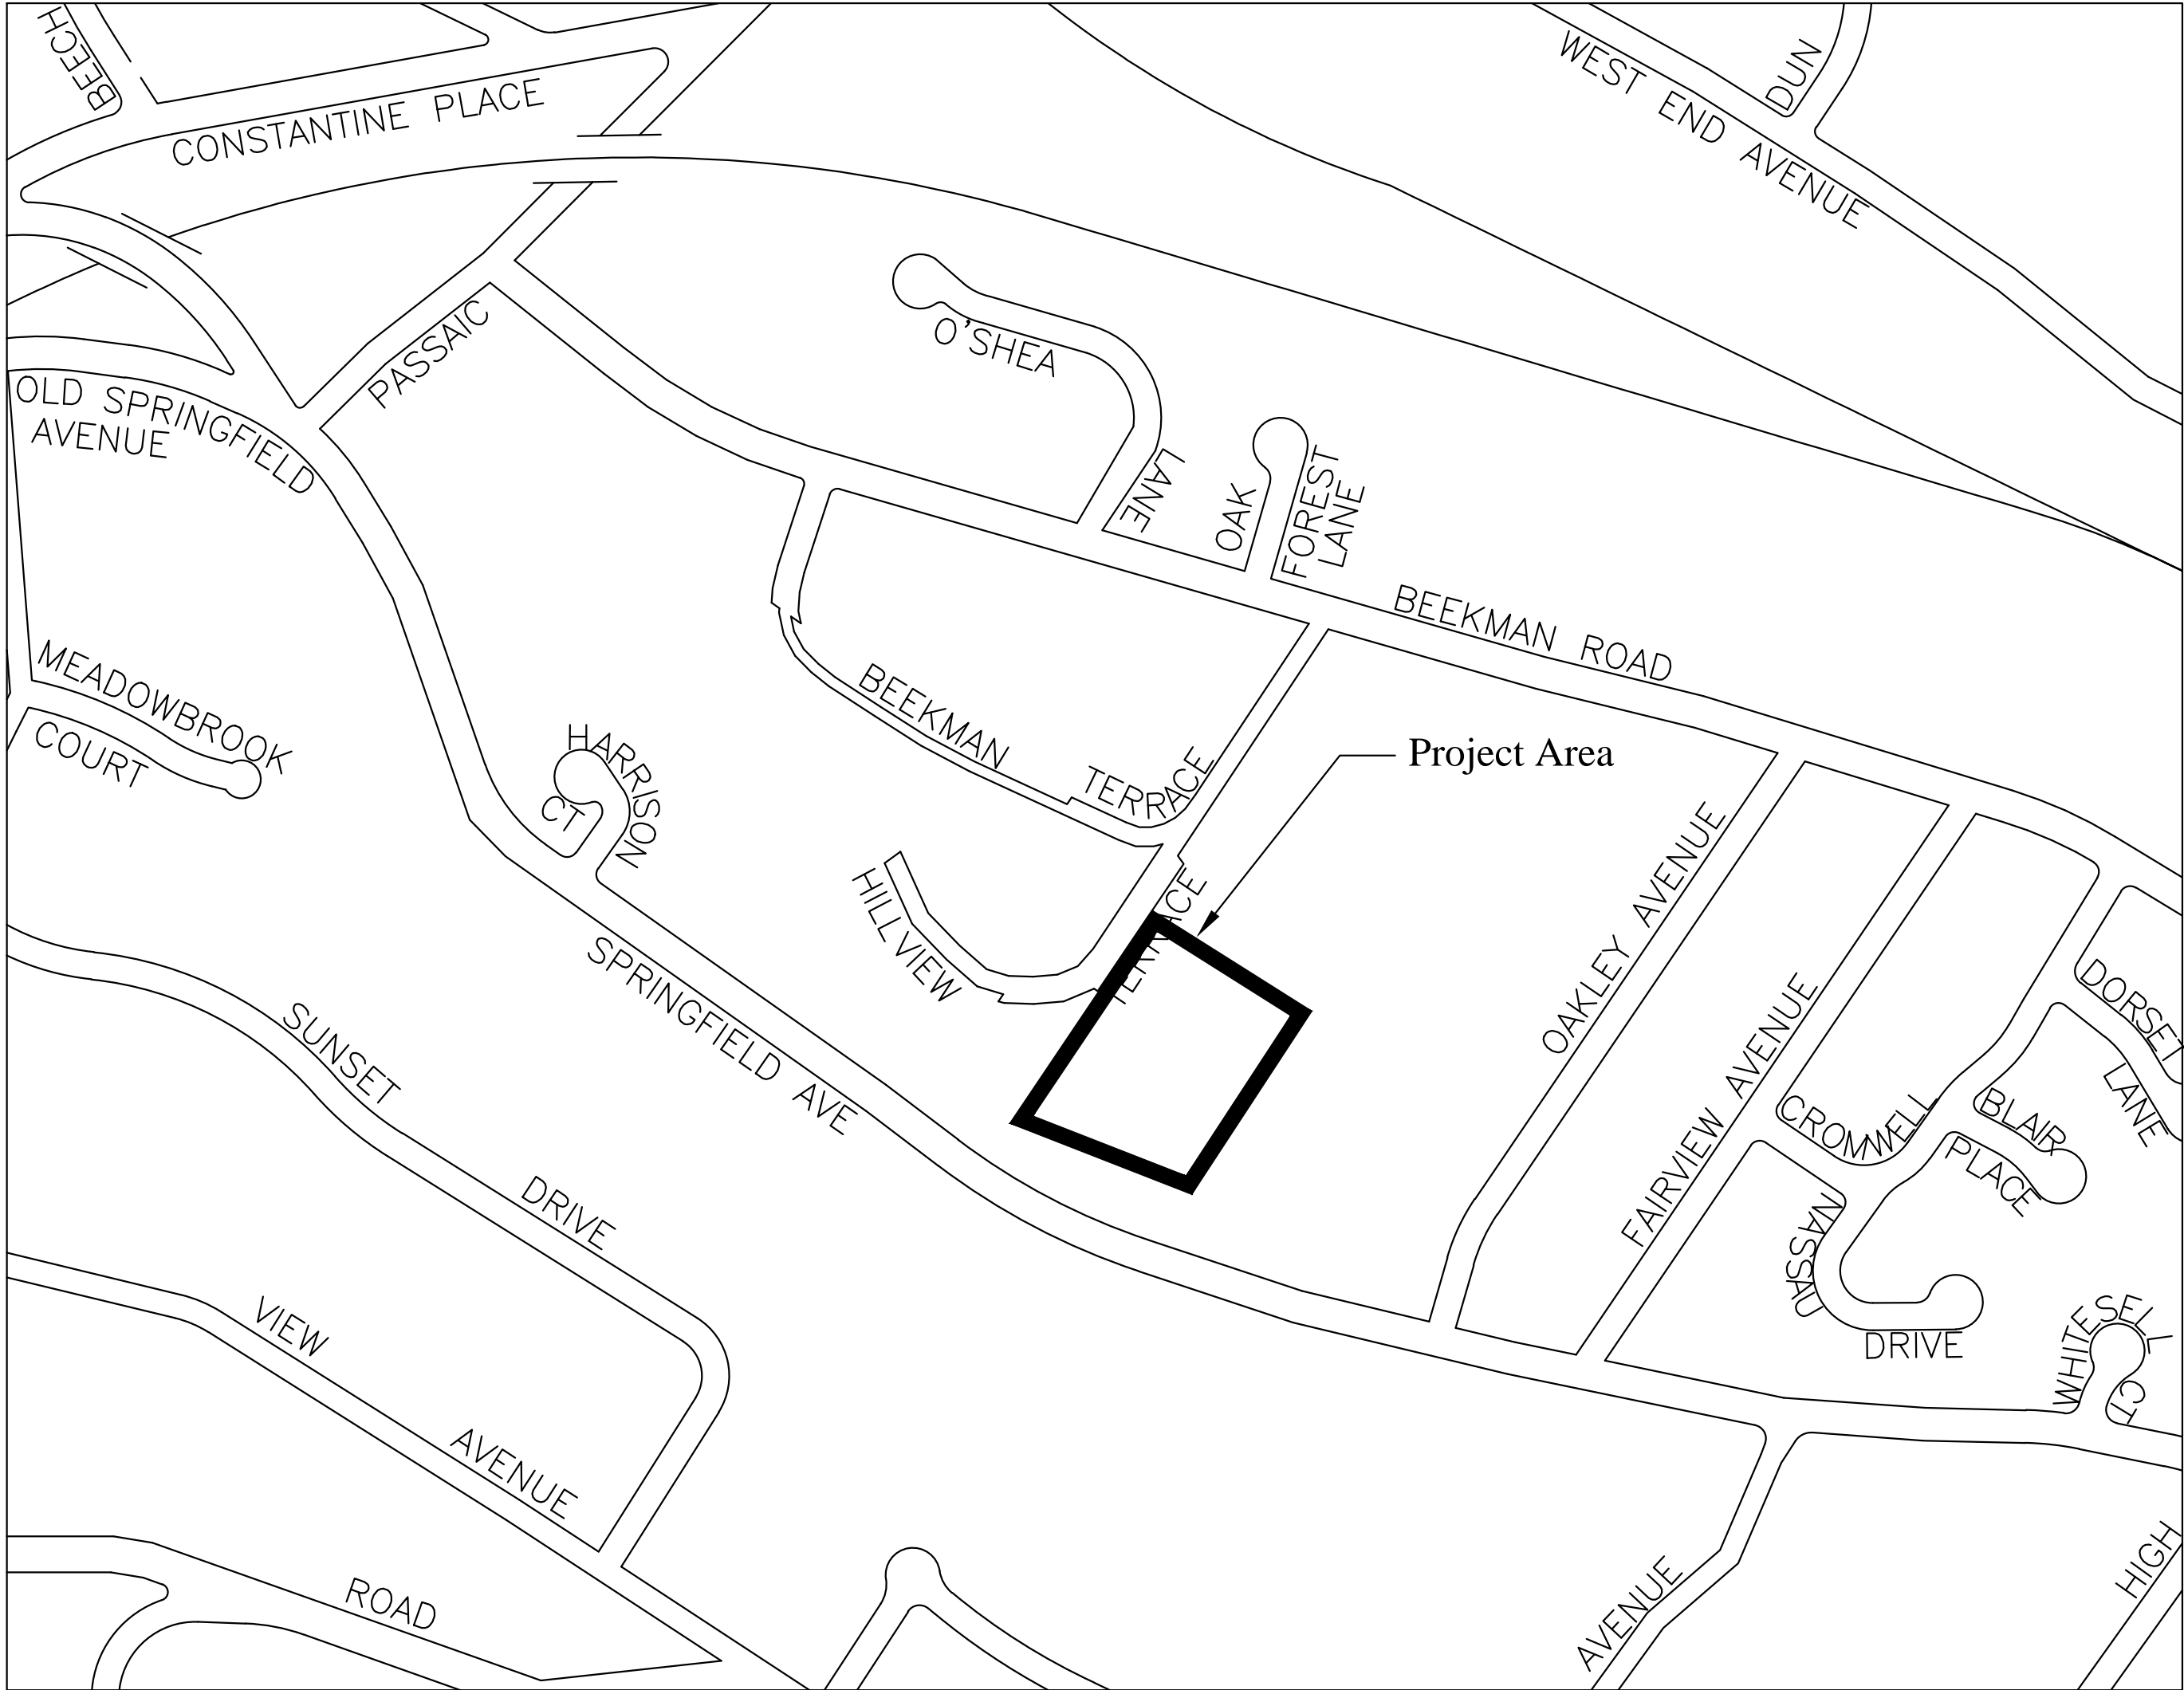 BEECH
CONSTANTINE PLACE
WEST END AVENUE
DUN
PASSAIC
O'SHEA
LANE
OLD SPRINGFIELD
AVENUE
OAK
FOREST
LANE
BEEKMAN ROAD
MEADOWBROOK
COURT
HARRISON
CT
BEEKMAN
TERRACE
Project Area
HILLVIEW
TERRACE
SPRINGFIELD AVE
OAKLEY AVENUE
FAIRVIEW AVENUE
DORSET
LANE
CROMWELL
BLAIR
PLACE
SUNSET
DRIVE
VASSAR
DRIVE
WHITESELL
CT
VIEW
AVENUE
ROAD
AVENUE
HIGH